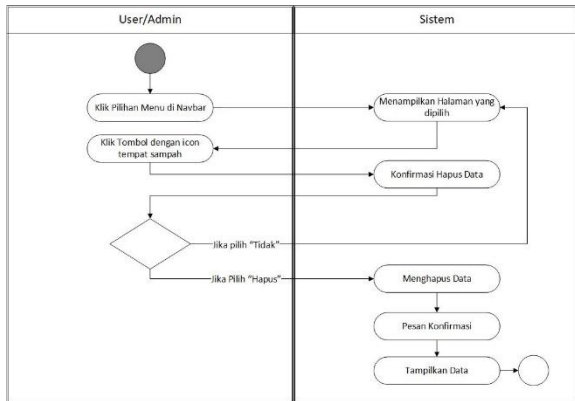 User/Admin
Sistem
Klik Pilihan Menu di Navbar
Menampilkan Halaman yang
dipilih
Klik Tombol dengan icon
tempat sampah
Konfirmasi Hapus Data
Jika pilih "Tidak"
Jika Pilih "Hapus"
Menghapus Data
Pesan Konfirmasi
Tampilkan Data